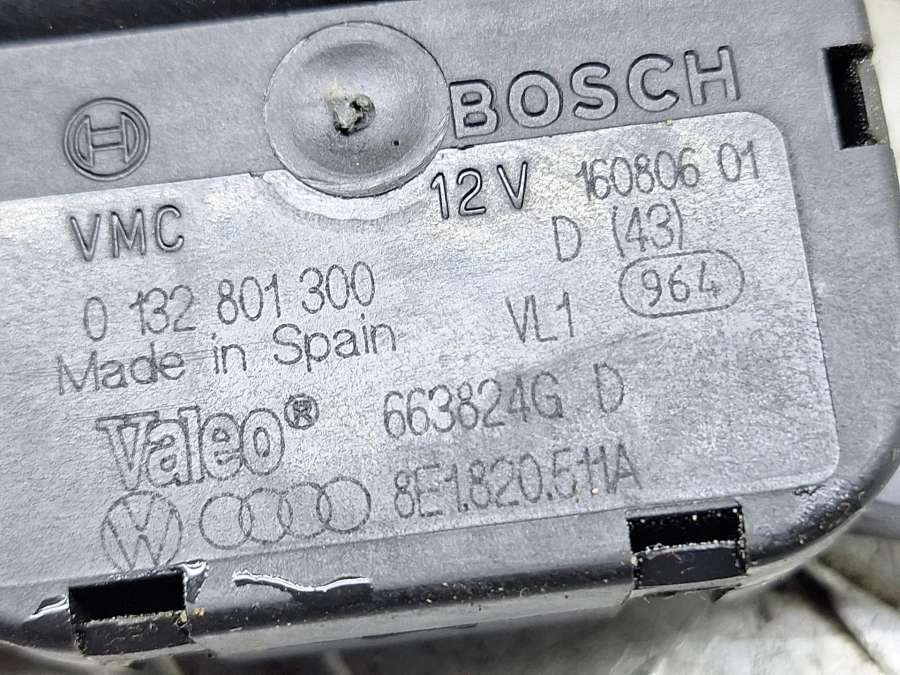 BOSCH
12V 160806 01
VMC
D (43)
0 132 801 300
964
VL1
Made in Spain
Valeo® 663824G D
8E1.820.511A